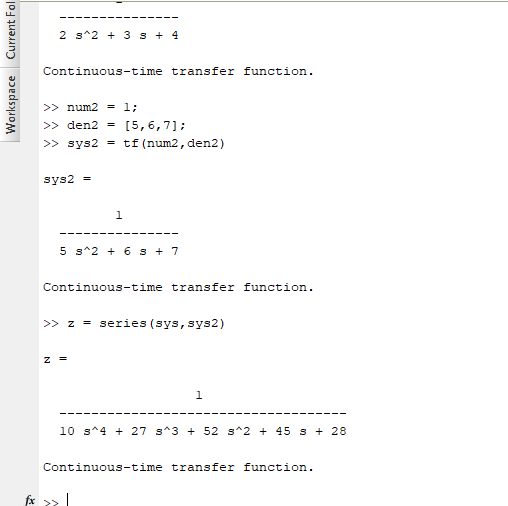 Current Fol
Workspace
---------------
2 s^2 + 3 s + 4
Continuous-time transfer function.
>> num2 = 1;
>> den2 = [5,6,7];
>> sys2 = tf(num2,den2)
sys2 =
1
---------------
5 s^2 + 6 s + 7
Continuous-time transfer function.
>> z = series(sys,sys2)
z =
1
------------------------------------
10 s^4 + 27 s^3 + 52 s^2 + 45 s + 28
Continuous-time transfer function.
fx >>